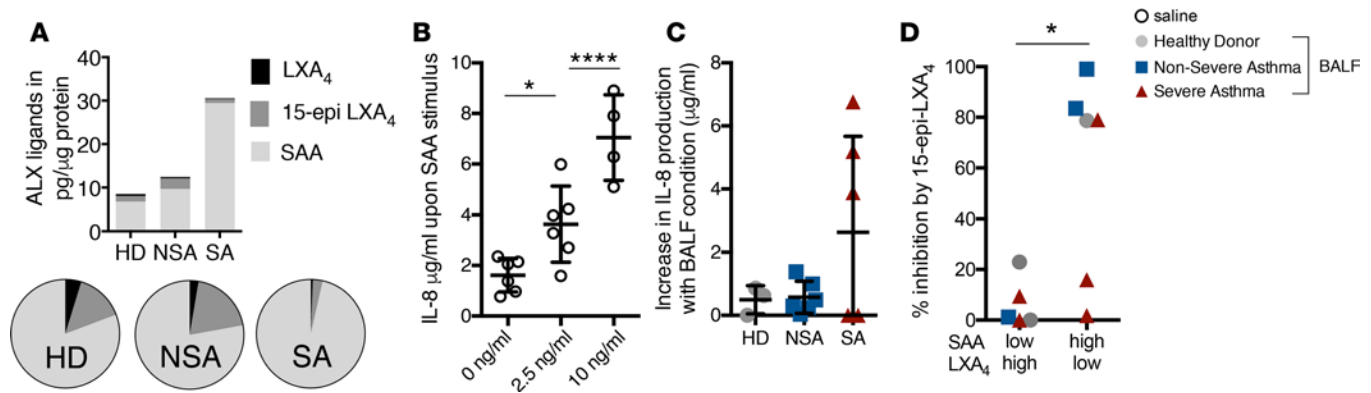 A
ALX ligands in
pg/μg protein
40
30
20
10
0
HD NSA SA
LXA₄
15-epi LXA₄
SAA
HD
NSA
SA
B
IL-8 μg/ml upon SAA stimulus
10
8
6
4
2
0
*
****
0 ng/ml
2.5 ng/ml
10 ng/ml
C
Increase in IL-8 production
with BALF condition (μg/ml)
8
6
4
2
0
HD NSA SA
D
% inhibition by 15-epi-LXA₄
100
80
60
40
20
0
*
SAA low high
LXA₄ high low
saline
Healthy Donor
Non-Severe Asthma
Severe Asthma
BALF